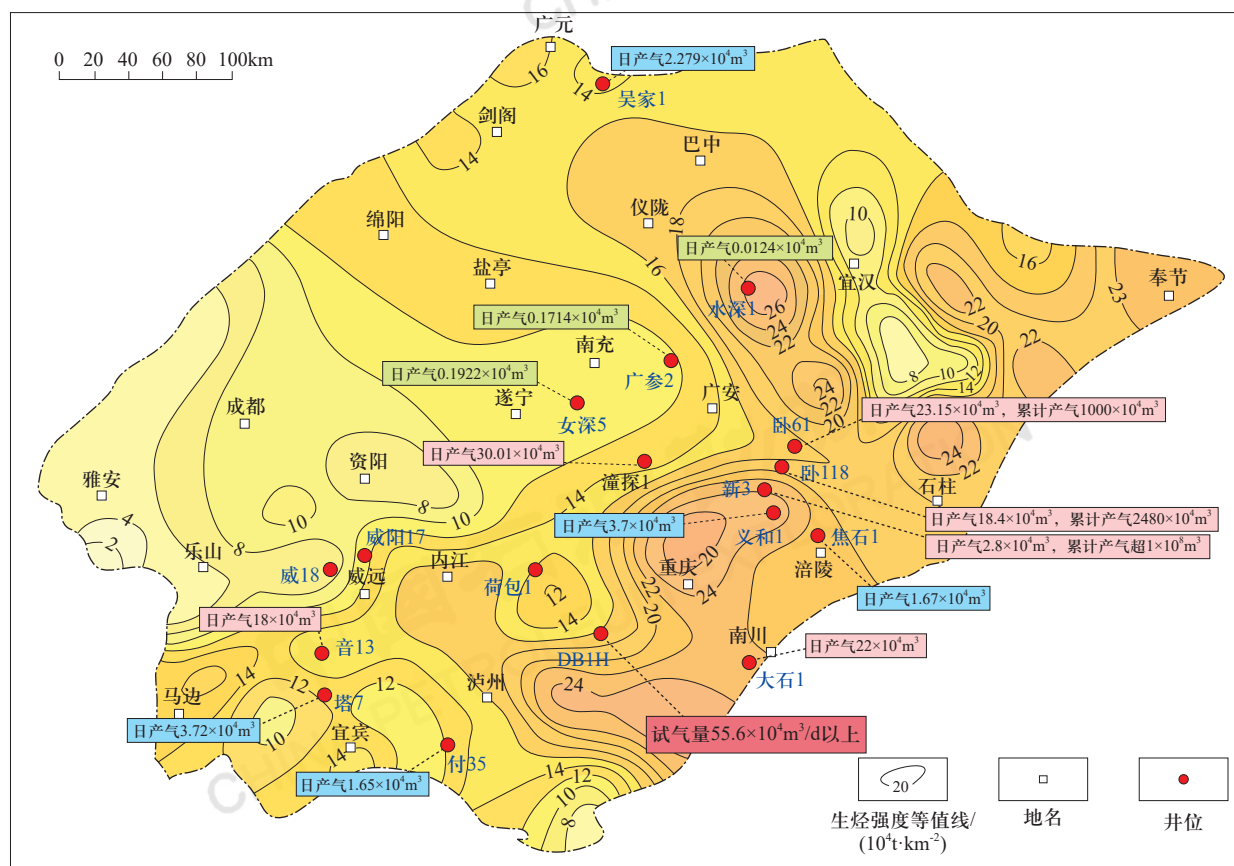 广元
0 20 40 60 80 100km
日产气2.279×10⁴m³
16
14
吴家1
剑阁
14
巴中
绵阳
仪陇
18
10
日产气0.0124×10⁴m³
16
宜汉
16
盐亭
奉节
23
水深1
26
24
22
22
20
22
日产气0.1714×10⁴m³
南充
广参2
8
10
12
14
日产气0.1922×10⁴m³
24
22
20
遂宁
女深5
广安
成都
日产气23.15×10⁴m³，累计产气1000×10⁴m³
卧61
日产气30.01×10⁴m³
潼探1
卧118
24
22
资阳
雅安
8
14
新3
石柱
10
10
4
2
日产气18.4×10⁴m³，累计产气2480×10⁴m³
日产气3.7×10⁴m³
义和1
焦石1
日产气2.8×10⁴m³，累计产气超1×10⁸m³
8
威阳17
20
涪陵
乐山
威18
威远
内江
荷包1
重庆
12
22
24
日产气1.67×10⁴m³
20
14
日产气18×10⁴m³
音13
DB1H
南川
日产气22×10⁴m³
大石1
14
12
12
24
马边
塔7
泸州
日产气3.72×10⁴m³
10
试气量55.6×10⁴m³/d以上
宜宾
付35
14
日产气1.65×10⁴m³
14
12
10
8
20
生烃强度等值线/
(10⁴t·km⁻²)
地名
井位